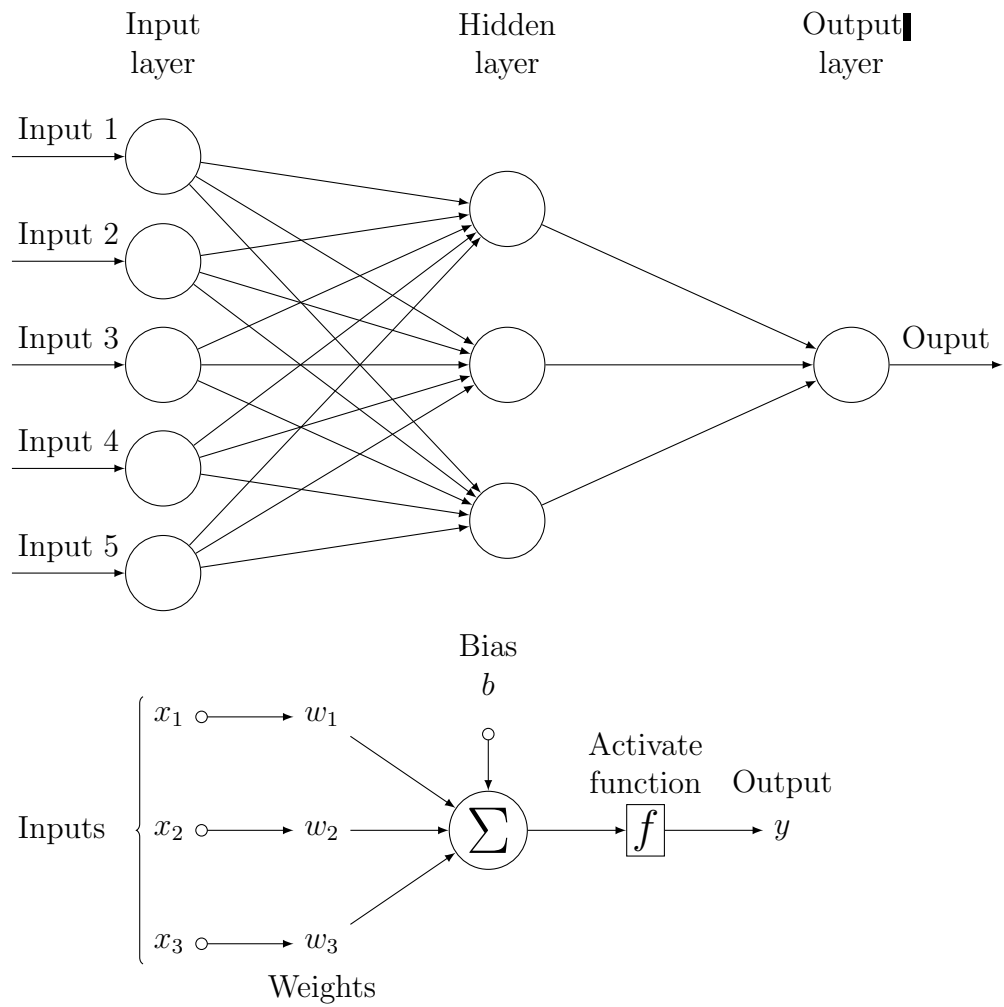 Input Hidden Output
layer layer layer
Input 1
Input 2
Input 3
Ouput
Input 4
Input 5
Bias
b
x1 w1
Activate
function
Output
Inputs
x2 w2 Σ f y
x3 w3
Weights